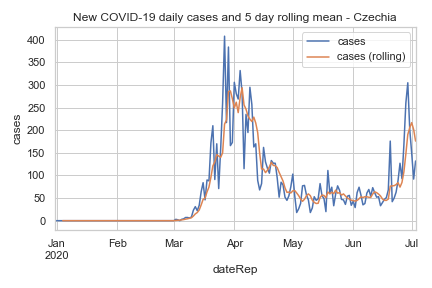 New COVID-19 daily cases and 5 day rolling mean - Czechia
cases
cases (rolling)
400
350
300
250
200
150
100
50
0
cases
Jan Feb Mar Apr May Jun Jul
2020
dateRep